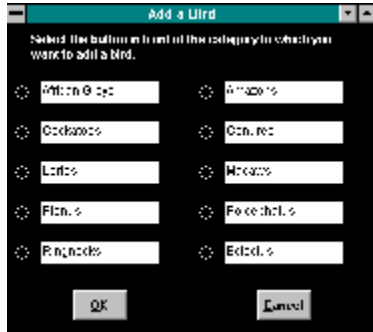 Add a Bird
Select the button in front of the category to which you
want to add a bird.
African Greys
Amazons
Cockatoos
Conures
Lories
Macaws
Pionus
Poicephalus
Ringnecks
Eclectus
OK
Cancel